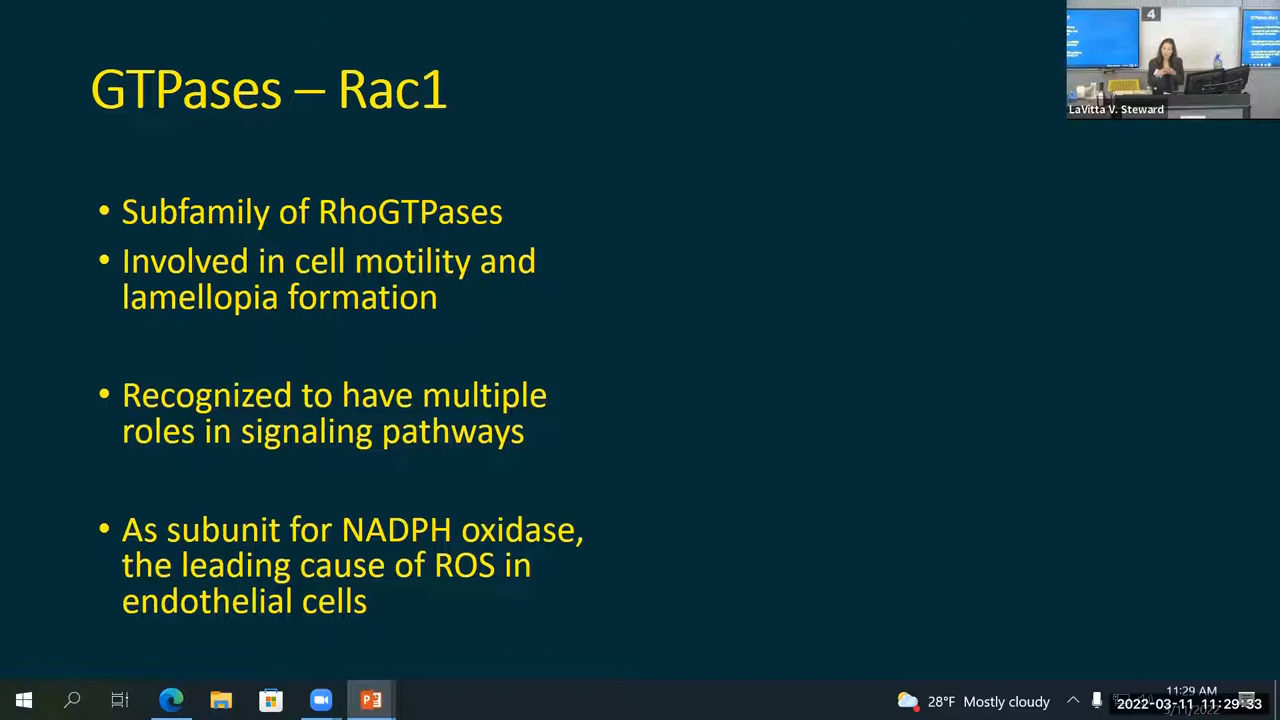 GTPases – Rac1
4
LaVitta V. Steward
• Subfamily of RhoGTPases
• Involved in cell motility and
lamellopia formation
• Recognized to have multiple
roles in signaling pathways
• As subunit for NADPH oxidase,
the leading cause of ROS in
endothelial cells
28°F Mostly cloudy
11:29 AM
2022-03-11 11:29:33